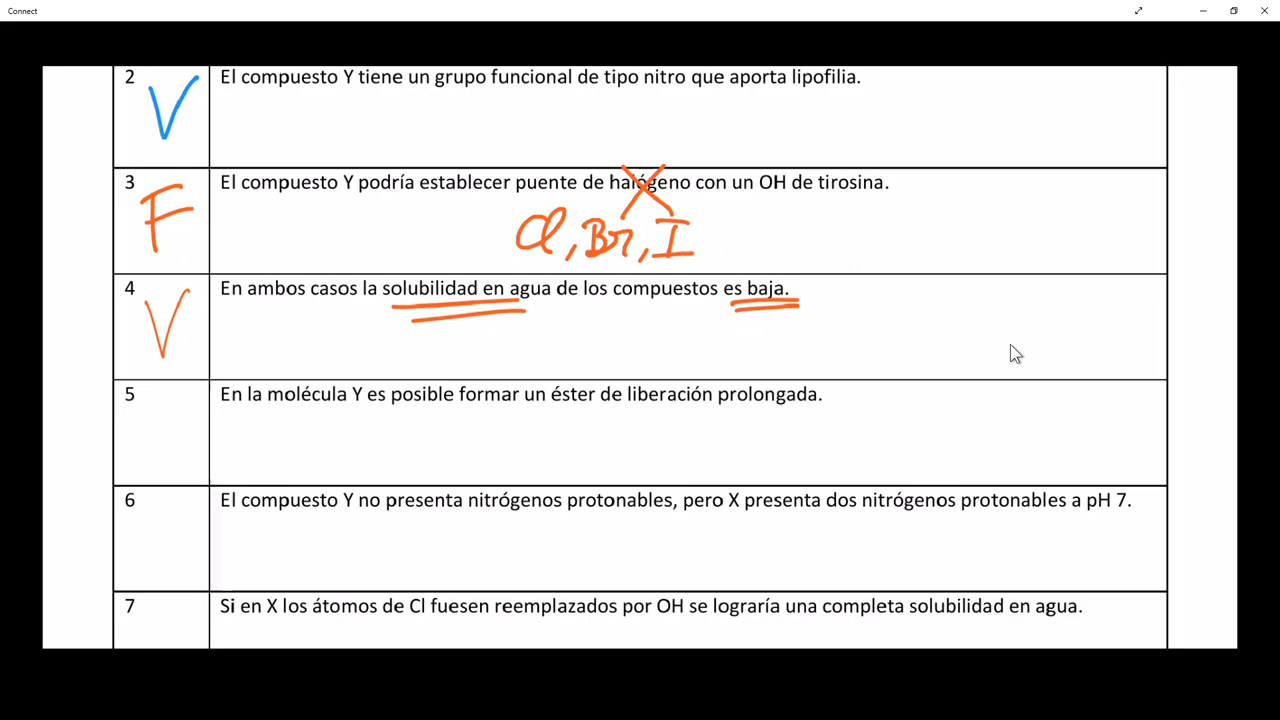 Connect
2 El compuesto Y tiene un grupo funcional de tipo nitro que aporta lipofilia.
V
3 El compuesto Y podría establecer puente de halógeno con un OH de tirosina.
F
Cl, Br, I
4 En ambos casos la solubilidad en agua de los compuestos es baja.
V
5 En la molécula Y es posible formar un éster de liberación prolongada.
6 El compuesto Y no presenta nitrógenos protonables, pero X presenta dos nitrógenos protonables a pH 7.
7 Si en X los átomos de Cl fuesen reemplazados por OH se lograría una completa solubilidad en agua.